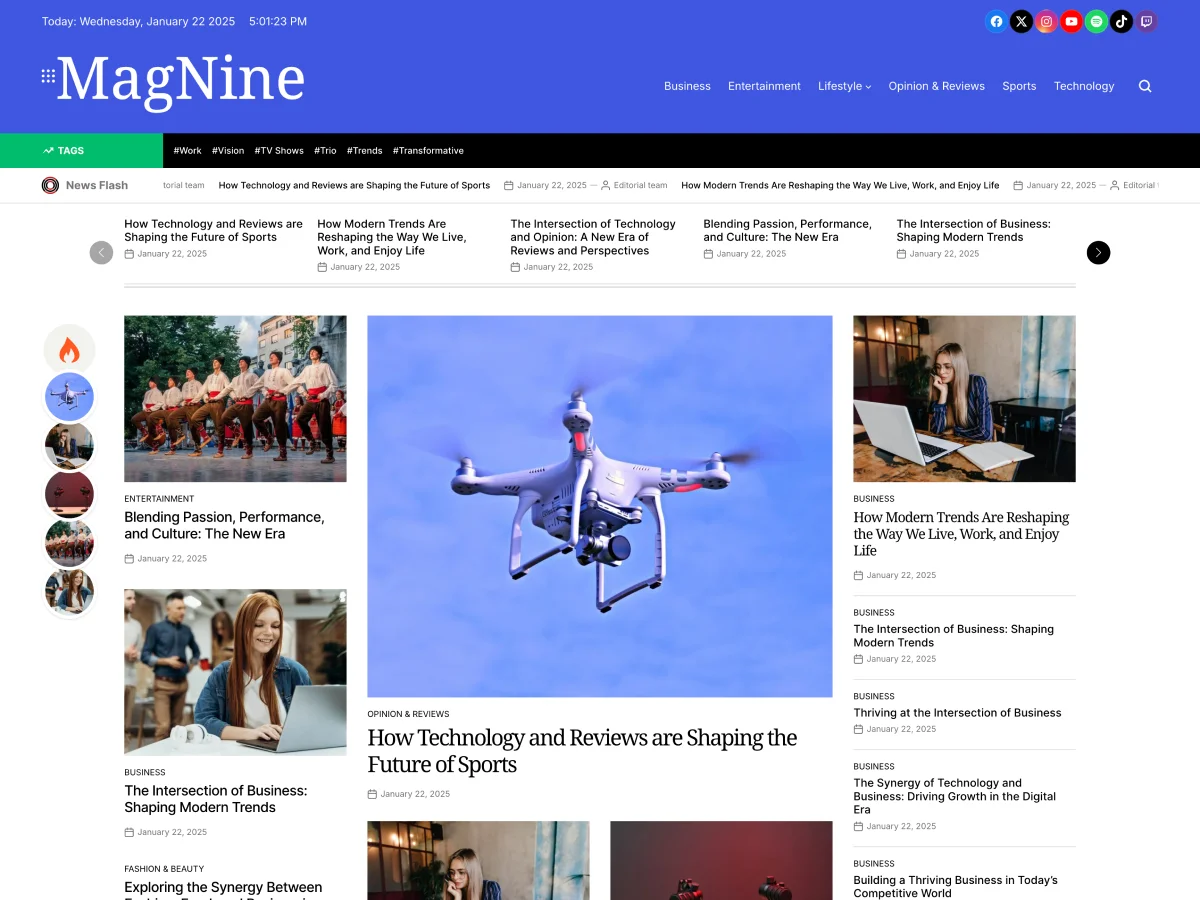 Today: Wednesday, January 22 2025 5:01:23 PM
MagNine
Business Entertainment Lifestyle Opinion & Reviews Sports Technology
TAGS
#Work #Vision #TV Shows #Trio #Trends #Transformative
News Flash
torial team How Technology and Reviews are Shaping the Future of Sports January 22, 2025 — Editorial team How Modern Trends Are Reshaping the Way We Live, Work, and Enjoy Life January 22, 2025 — Editorial
How Technology and Reviews are
Shaping the Future of Sports
January 22, 2025
How Modern Trends Are
Reshaping the Way We Live,
Work, and Enjoy Life
January 22, 2025
The Intersection of Technology
and Opinion: A New Era of
Reviews and Perspectives
January 22, 2025
Blending Passion, Performance,
and Culture: The New Era
January 22, 2025
The Intersection of Business:
Shaping Modern Trends
January 22, 2025
ENTERTAINMENT
Blending Passion, Performance,
and Culture: The New Era
January 22, 2025
BUSINESS
The Intersection of Business:
Shaping Modern Trends
January 22, 2025
FASHION & BEAUTY
Exploring the Synergy Between
OPINION & REVIEWS
How Technology and Reviews are Shaping the
Future of Sports
January 22, 2025
BUSINESS
How Modern Trends Are Reshaping
the Way We Live, Work, and Enjoy
Life
January 22, 2025
BUSINESS
The Intersection of Business: Shaping
Modern Trends
January 22, 2025
BUSINESS
Thriving at the Intersection of Business
January 22, 2025
BUSINESS
The Synergy of Technology and
Business: Driving Growth in the Digital
Era
January 22, 2025
BUSINESS
Building a Thriving Business in Today's
Competitive World